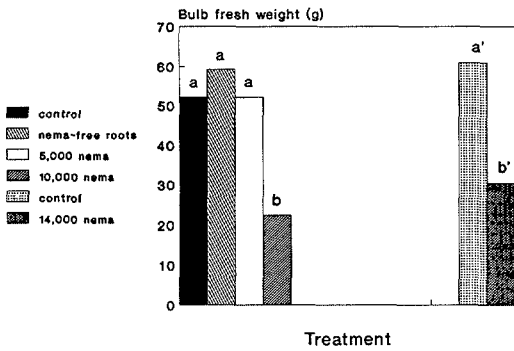 Bulb fresh weight (g)
70
60
50
40
30
20
10
0
a
a
a
b
a'
b'
control
nema-free roots
5,000 nema
10,000 nema
control
14,000 nema
Treatment